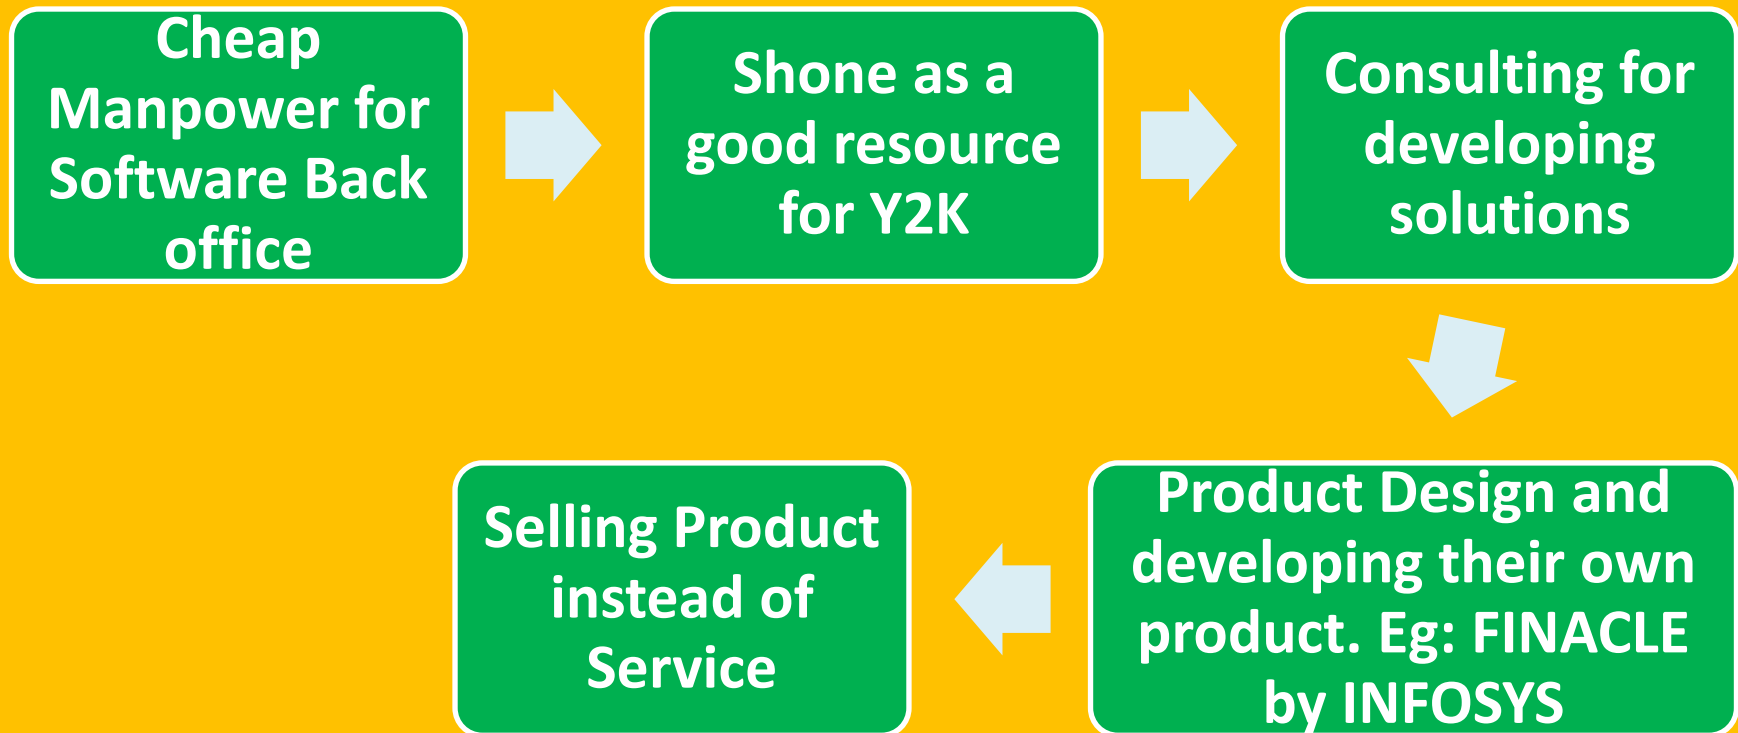 Cheap
Manpower for
Software Back
office
Shone as a
good resource
for Y2K
Consulting for
developing
solutions
Product Design and
developing their own
product. Eg: FINACLE
by INFOSYS
Selling Product
instead of
Service